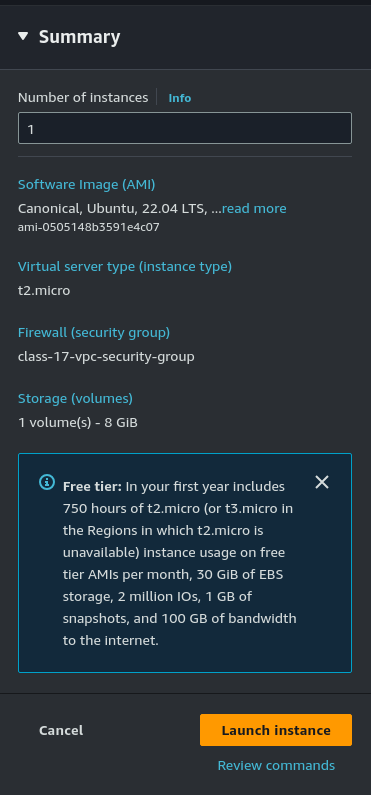 Summary
Number of instances Info
1
Software Image (AMI)
Canonical, Ubuntu, 22.04 LTS, ...read more
ami-0505148b3591e4c07
Virtual server type (instance type)
t2.micro
Firewall (security group)
class-17-vpc-security-group
Storage (volumes)
1 volume(s) - 8 GiB
Free tier: In your first year includes
750 hours of t2.micro (or t3.micro in
the Regions in which t2.micro is
unavailable) instance usage on free
tier AMIs per month, 30 GiB of EBS
storage, 2 million IOs, 1 GB of
snapshots, and 100 GB of bandwidth
to the internet.
Cancel
Launch instance
Review commands